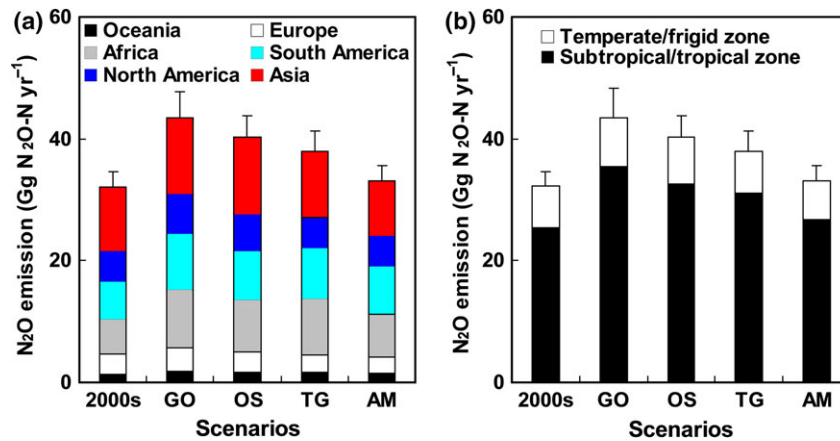 (a)
Oceania
Europe
Africa
South America
North America
Asia
N₂O emission (Gg N₂O-N yr⁻¹)
60
40
20
0
2000s GO OS TG AM
Scenarios
(b)
Temperate/frigid zone
Subtropical/tropical zone
N₂O emission (Gg N₂O-N yr⁻¹)
60
40
20
0
2000s GO OS TG AM
Scenarios